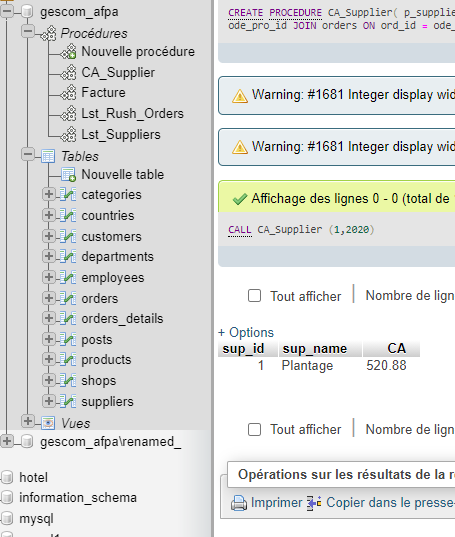 gescom_afpa
Procédures
Nouvelle procédure
CA_Supplier
Facture
Lst_Rush_Orders
Lst_Suppliers
Tables
Nouvelle table
categories
countries
customers
departments
employees
orders
orders_details
posts
products
shops
suppliers
Vues
gescom_afpa\renamed_
hotel
information_schema
mysql
CREATE PROCEDURE CA_Supplier( p_supplie
ode_pro_id JOIN orders ON ord_id = ode_
Warning: #1681 Integer display wid
Warning: #1681 Integer display wid
Affichage des lignes 0 - 0 (total de
CALL CA_Supplier (1,2020)
Tout afficher | Nombre de lign
+ Options
sup_id sup_name CA
1 Plantage 520.88
Tout afficher | Nombre de lign
Opérations sur les résultats de la r
Imprimer Copier dans le presse-